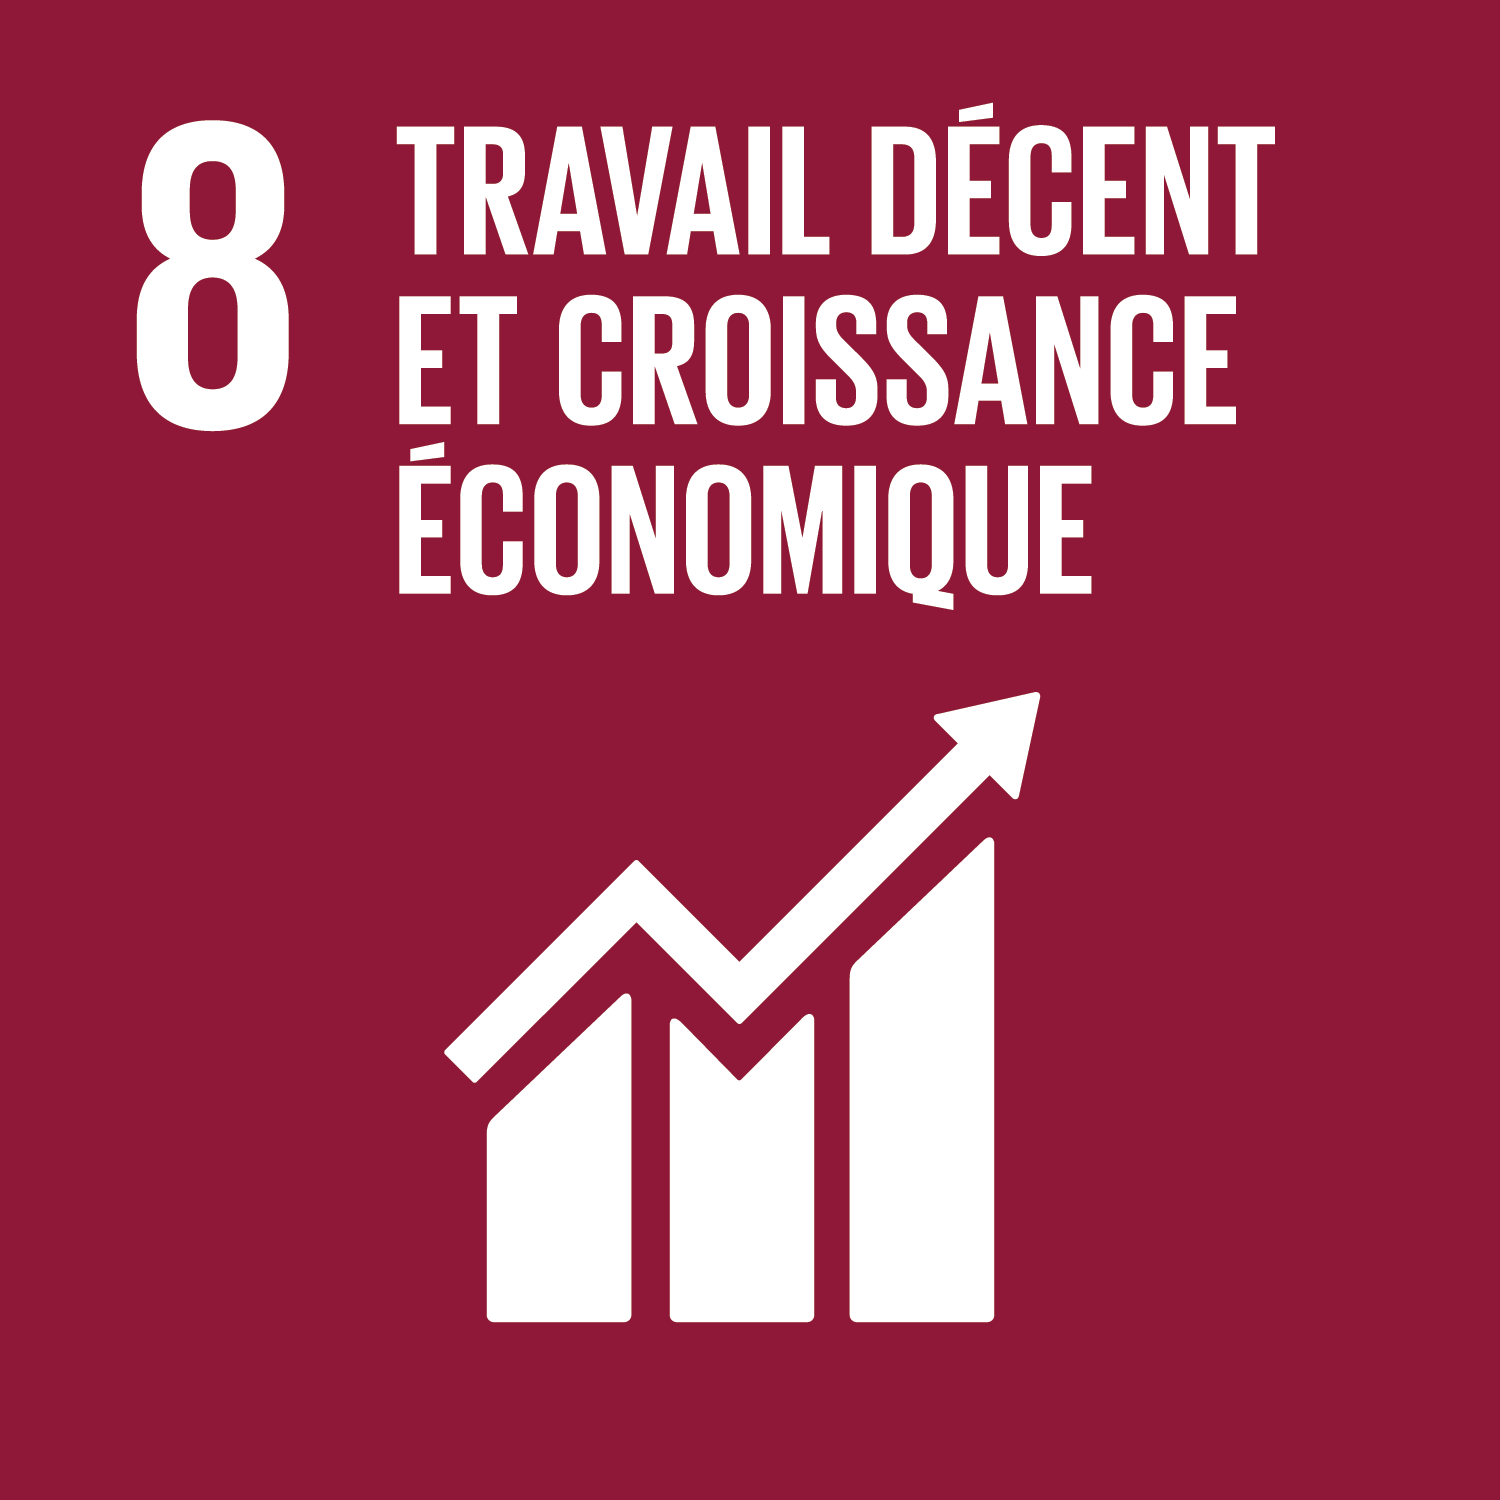 8
TRAVAIL DÉCENT
ET CROISSANCE
ÉCONOMIQUE